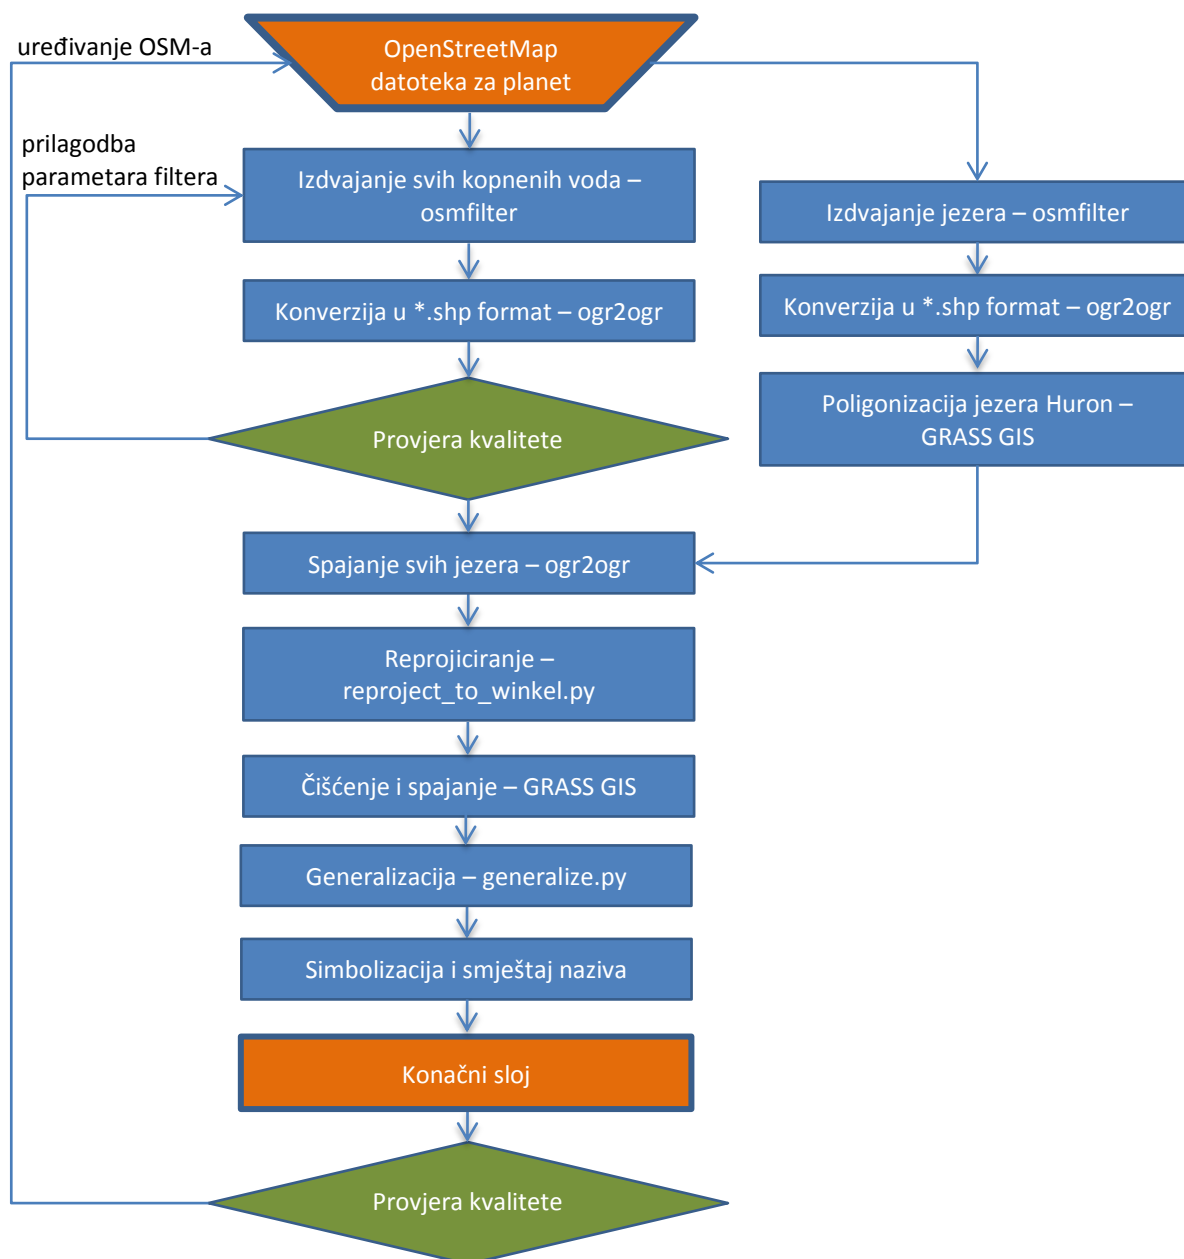 uređivanje OSM-a
OpenStreetMap
datoteka za planet
prilagodba
parametara filtera
Izdvajanje svih kopnenih voda –
osmfilter
Izdvajanje jezera – osmfilter
Konverzija u *.shp format – ogr2ogr
Konverzija u *.shp format – ogr2ogr
Poligonizacija jezera Huron –
GRASS GIS
Provjera kvalitete
Spajanje svih jezera – ogr2ogr
Reprojiciranje –
reproject_to_winkel.py
Čišćenje i spajanje – GRASS GIS
Generalizacija – generalize.py
Simbolizacija i smještaj naziva
Konačni sloj
Provjera kvalitete